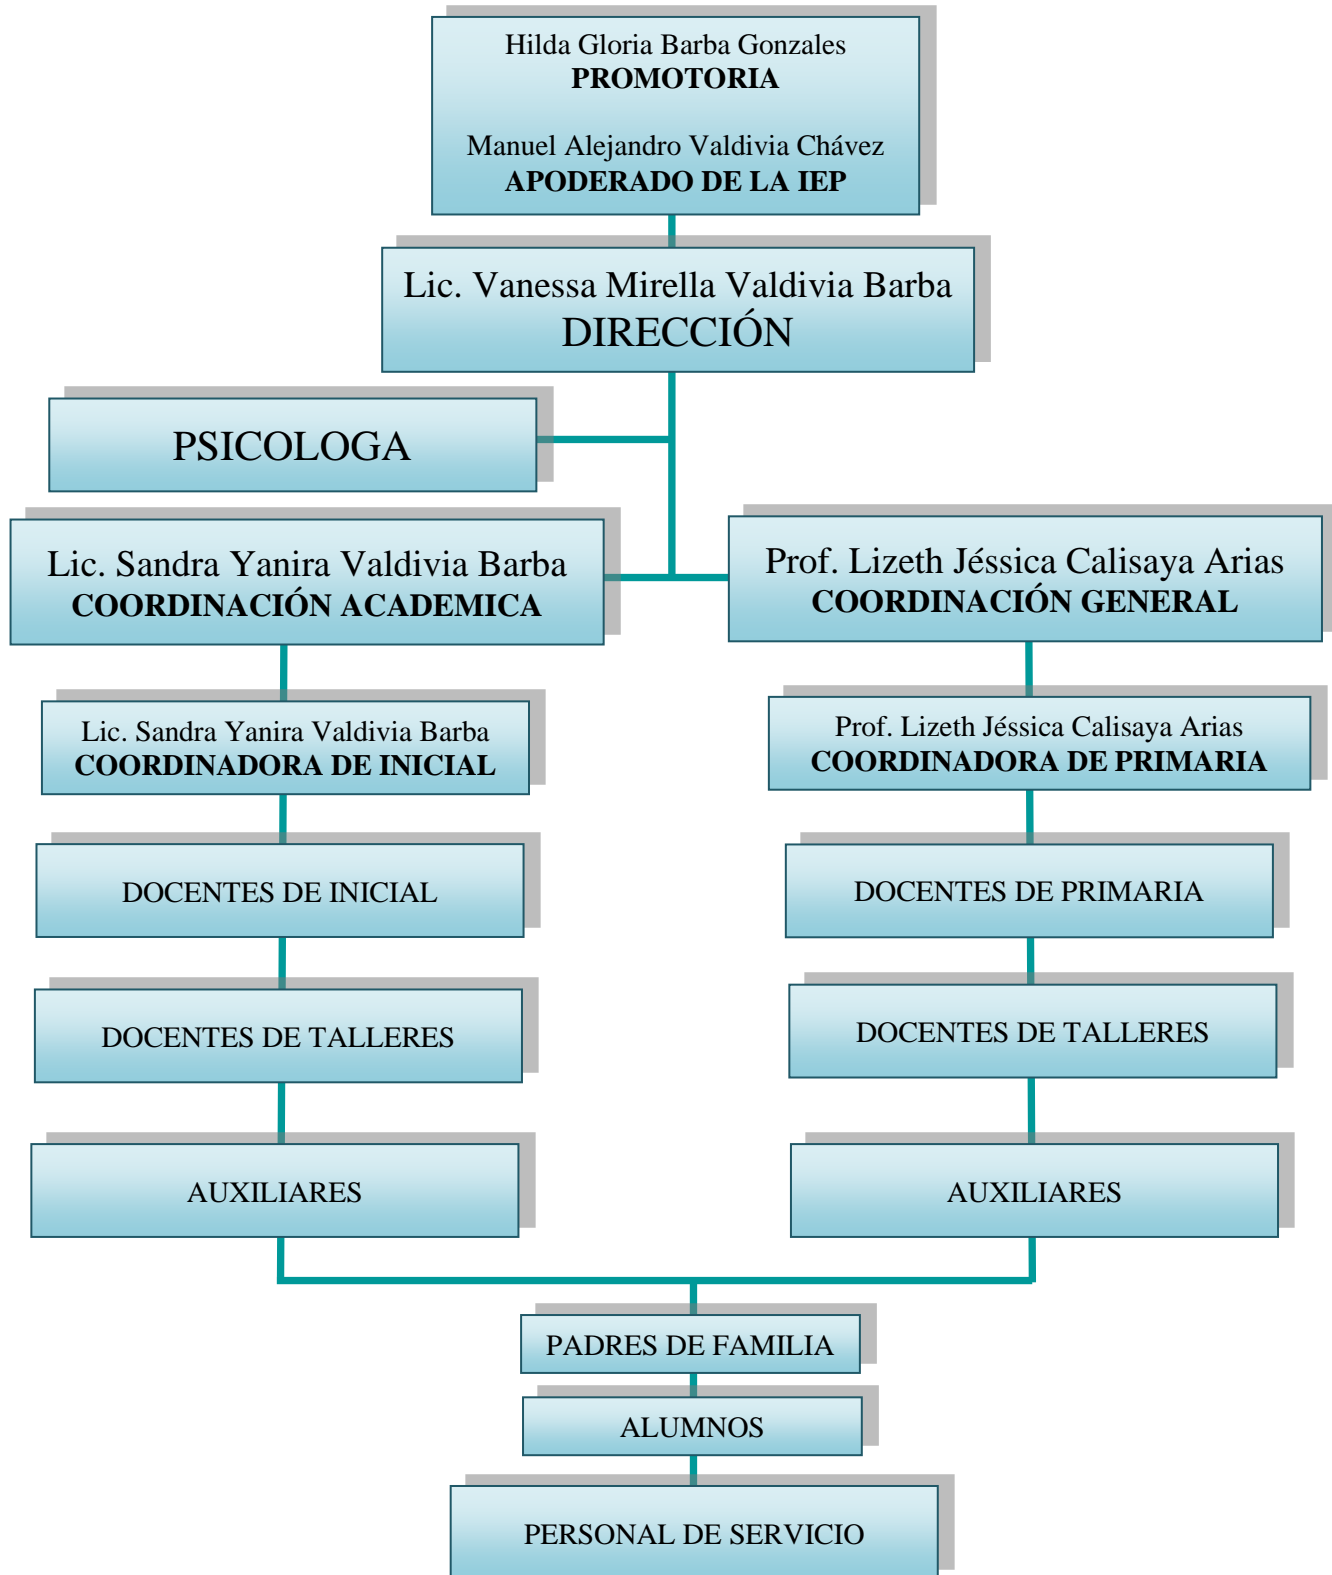 Hilda Gloria Barba Gonzales
PROMOTORIA
Manuel Alejandro Valdivia Chávez
APODERADO DE LA IEP
Lic. Vanessa Mirella Valdivia Barba
DIRECCIÓN
PSICOLOGA
Lic. Sandra Yanira Valdivia Barba
COORDINACIÓN ACADEMICA
Prof. Lizeth Jéssica Calisaya Arias
COORDINACIÓN GENERAL
Lic. Sandra Yanira Valdivia Barba
COORDINADORA DE INICIAL
Prof. Lizeth Jéssica Calisaya Arias
COORDINADORA DE PRIMARIA
DOCENTES DE INICIAL
DOCENTES DE PRIMARIA
DOCENTES DE TALLERES
DOCENTES DE TALLERES
AUXILIARES
AUXILIARES
PADRES DE FAMILIA
ALUMNOS
PERSONAL DE SERVICIO